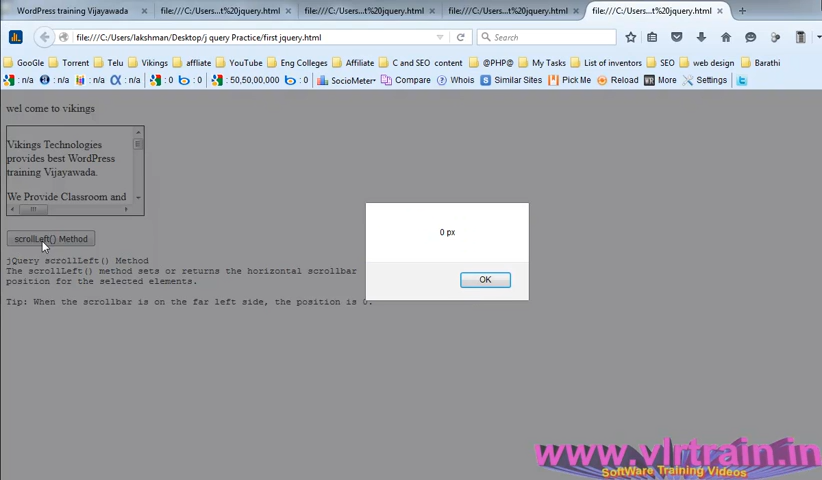 WordPress training Vijayawada
file:///C:/Users...t%20jquery.html
file:///C:/Users...t%20jquery.html
file:///C:/Users...t%20jquery.html
file:///C:/Users...t%20jquery.html
file:///C:/Users/lakshman/Desktop/j query Practice/first jquery.html
Search
GooGle Torrent Telu Vikings affliate YouTube Eng Colleges Affiliate C and SEO content @PHP@ My Tasks List of inventors SEO web design Barathi
: n/a : n/a : n/a : n/a : 0 : 50,50,00,000 : 0 SocioMeter Compare Whois Similar Sites Pick Me Reload More Settings
wel come to vikings
Vikings Technologies
provides best WordPress
training Vijayawada.
We Provide Classroom and
scrollLeft() Method
0 px
OK
jQuery scrollLeft() Method
The scrollLeft() method sets or returns the horizontal scrollbar
position for the selected elements.
Tip: When the scrollbar is on the far left side, the position is 0.
www.vlrtrain.in
SoftWare Training Videos